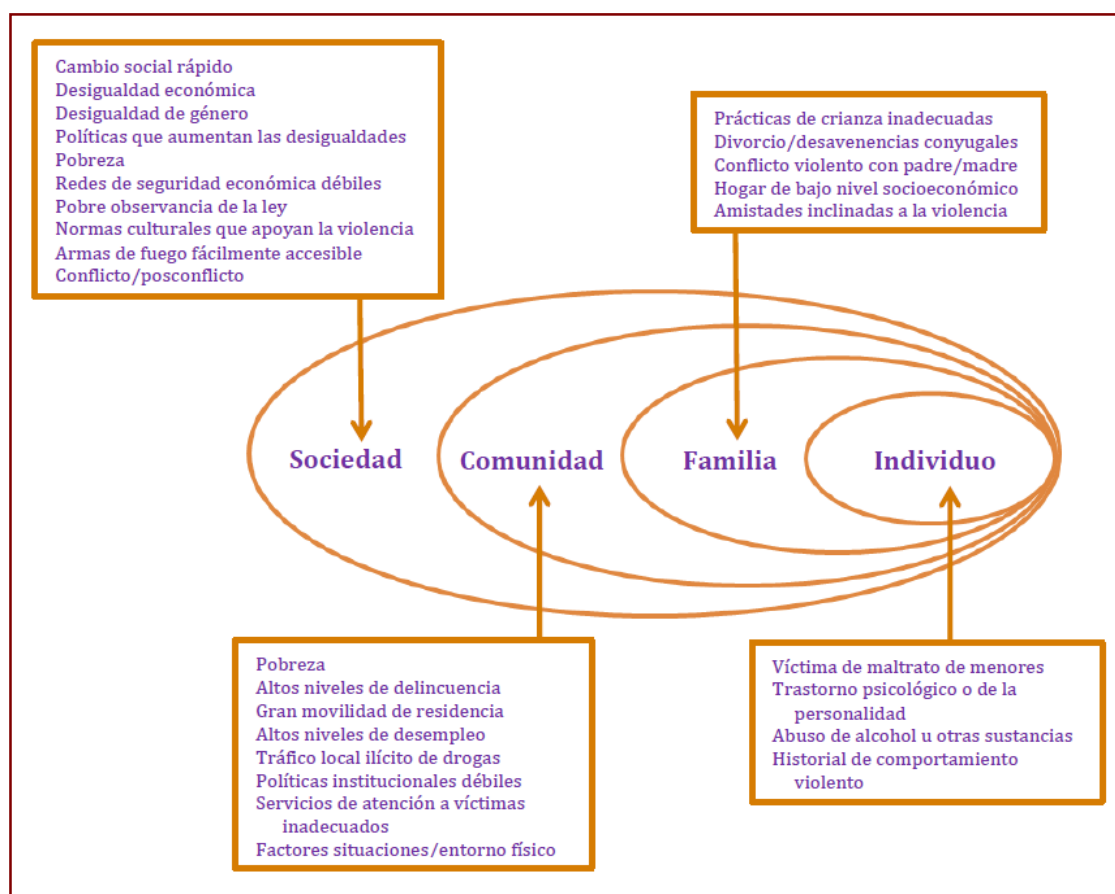 Cambio social rápido
Desigualdad económica
Desigualdad de género
Políticas que aumentan las desigualdades
Pobreza
Redes de seguridad económica débiles
Pobre observancia de la ley
Normas culturales que apoyan la violencia
Armas de fuego fácilmente accesible
Conflicto/posconflicto
Prácticas de crianza inadecuadas
Divorcio/desavenencias conyugales
Conflicto violento con padre/madre
Hogar de bajo nivel socioeconómico
Amistades inclinadas a la violencia
Sociedad
Comunidad
Familia
Individuo
Pobreza
Altos niveles de delincuencia
Gran movilidad de residencia
Altos niveles de desempleo
Tráfico local ilícito de drogas
Políticas institucionales débiles
Servicios de atención a víctimas
inadecuados
Factores situaciones/entorno físico
Víctima de maltrato de menores
Trastorno psicológico o de la
personalidad
Abuso de alcohol u otras sustancias
Historial de comportamiento
violento